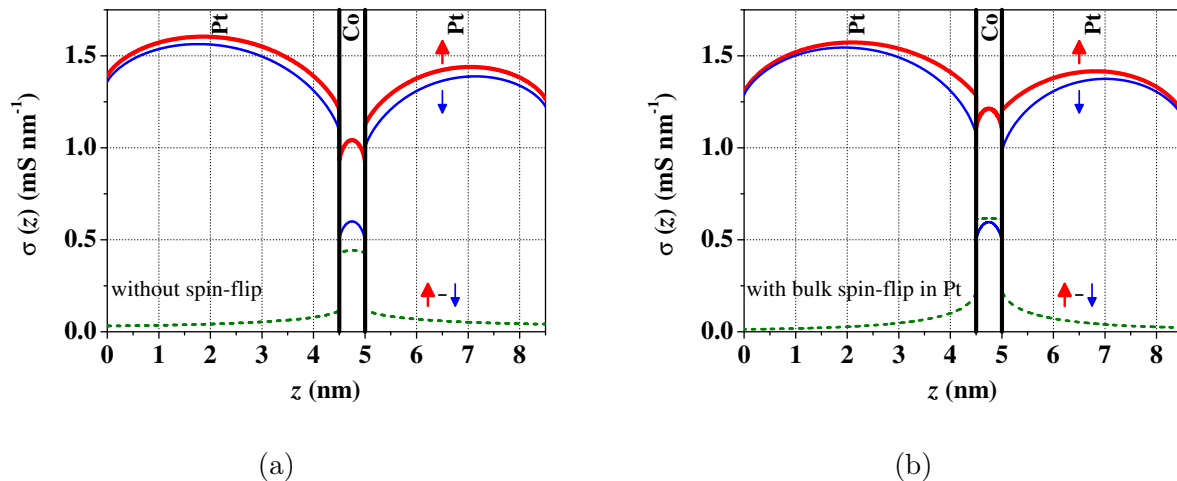 Pt
Co
Pt
1.5
1.0
0.5
0.0
σ (z) (mS nm⁻¹)
without spin-flip
–
0 1 2 3 4 5 6 7 8
z (nm)
(a)
Pt
Co
Pt
1.5
1.0
0.5
0.0
σ (z) (mS nm⁻¹)
with bulk spin-flip in Pt
–
0 1 2 3 4 5 6 7 8
z (nm)
(b)